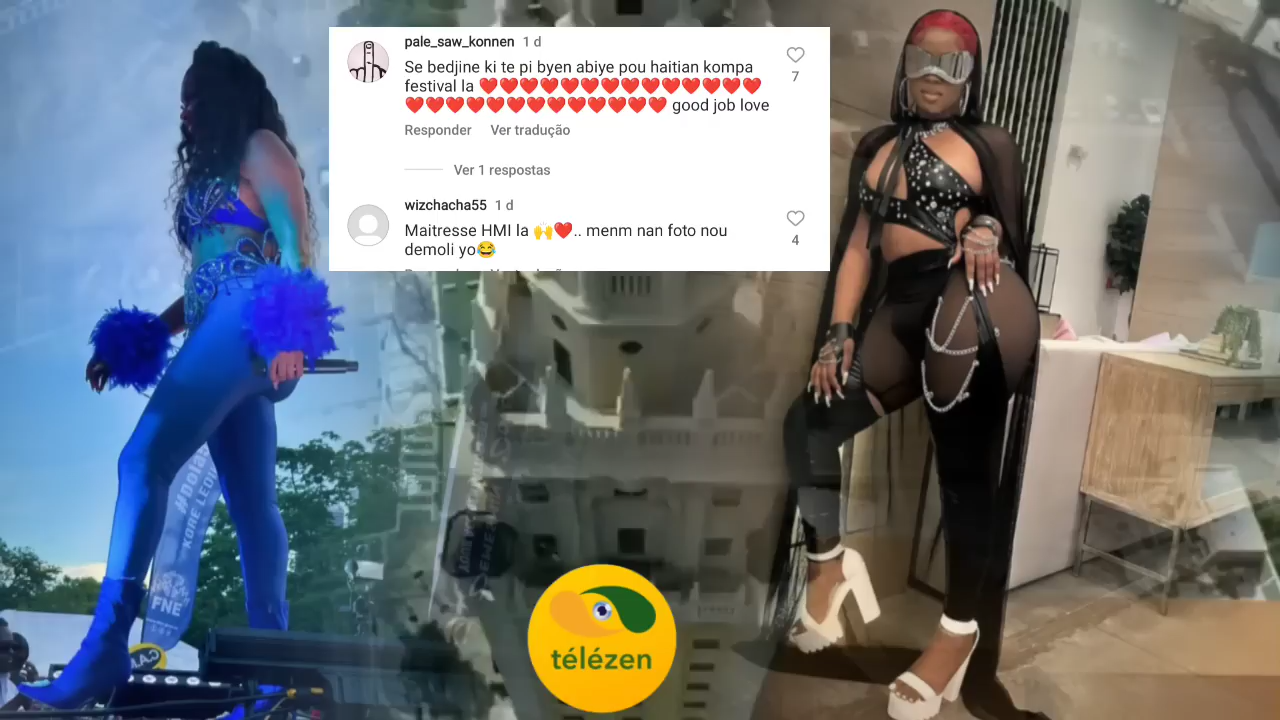 pale_saw_konnen 1 d
Se bedjine ki te pi byen abiye pou haitian kompa
festival la ❤️❤️❤️❤️❤️❤️❤️❤️❤️❤️❤️❤️❤️❤️
❤️❤️❤️❤️❤️❤️❤️❤️❤️❤️❤️❤️❤️ good job love
7
Responder Ver tradução
Ver 1 respostas
wizchacha55 1 d
Maitresse HMI la 🙌❤️.. menm nan foto nou
demoli yo😂
4
FNE
télézen